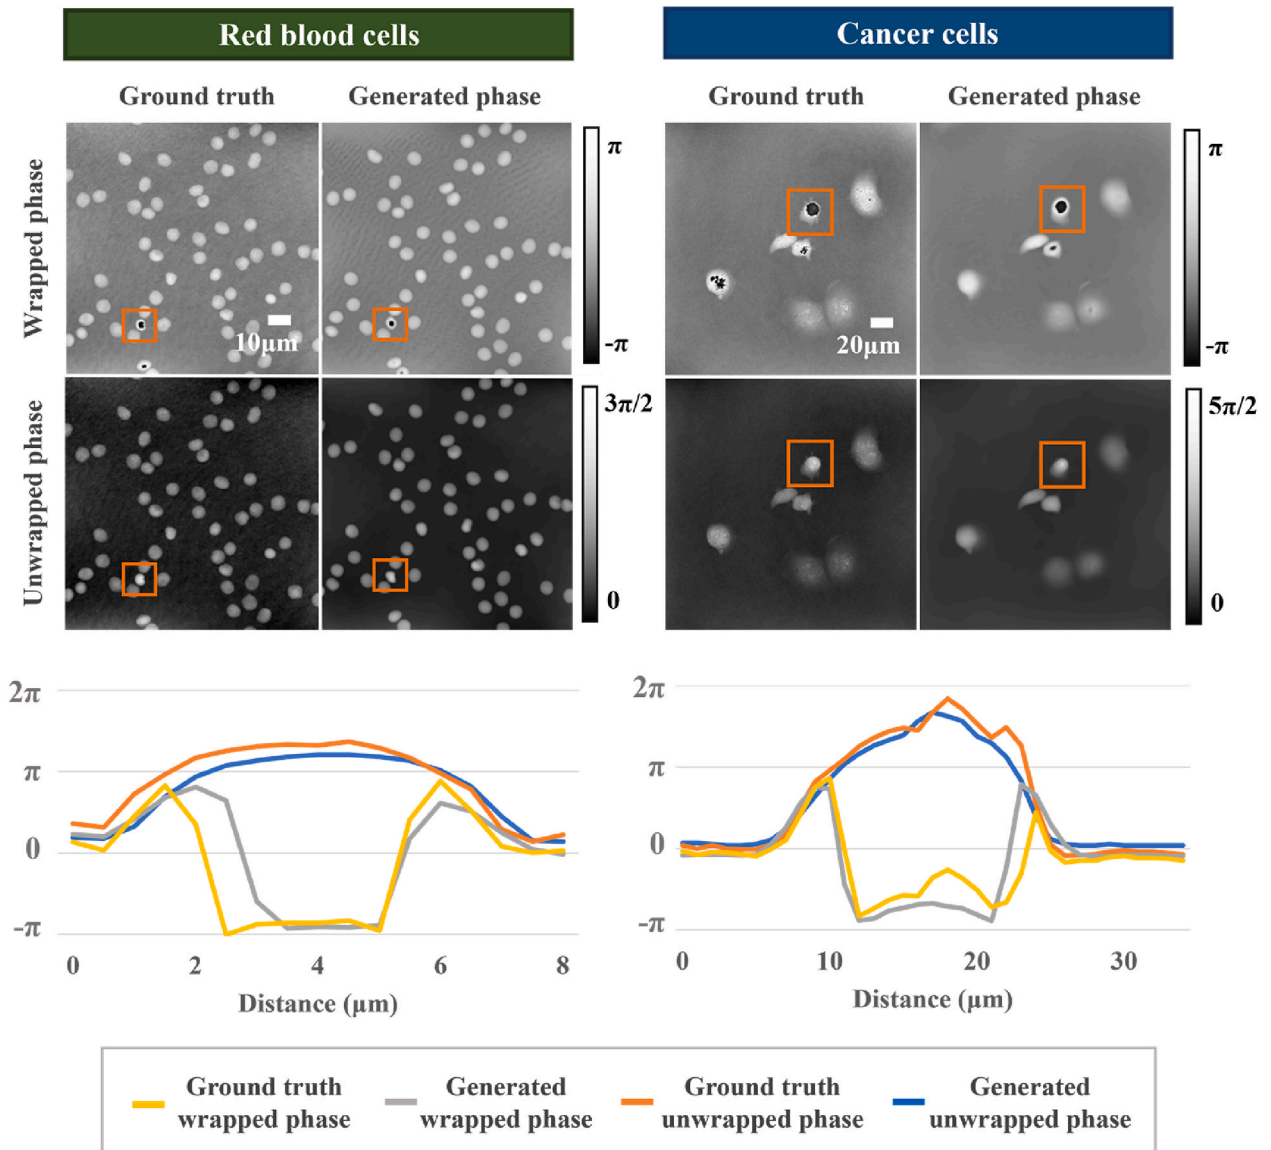 Red blood cells
Cancer cells
Ground truth
Generated phase
Ground truth
Generated phase
Wrapped phase
π
-π
10μm
π
-π
20μm
Unwrapped phase
3π/2
0
5π/2
0
2π
π
0
-π
0 2 4 6 8
Distance (μm)
2π
π
0
-π
0 10 20 30
Distance (μm)
Ground truth
wrapped phase
Generated
wrapped phase
Ground truth
unwrapped phase
Generated
unwrapped phase